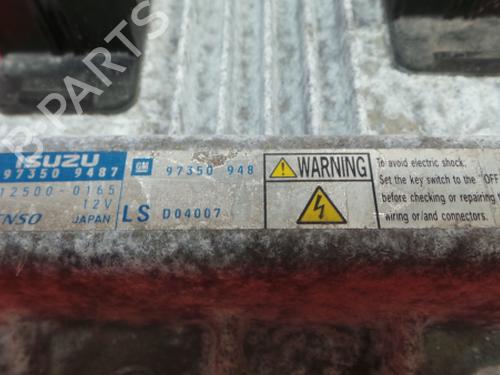 ISUZU
97350 9487
12500-0165
12V
NSO JAPAN
GM 97350 948
LS D04007
WARNING
To avoid electric shock.
Set the key switch to the "OFF
before checking or repairing
wiring or/and connectors.
B PARTS